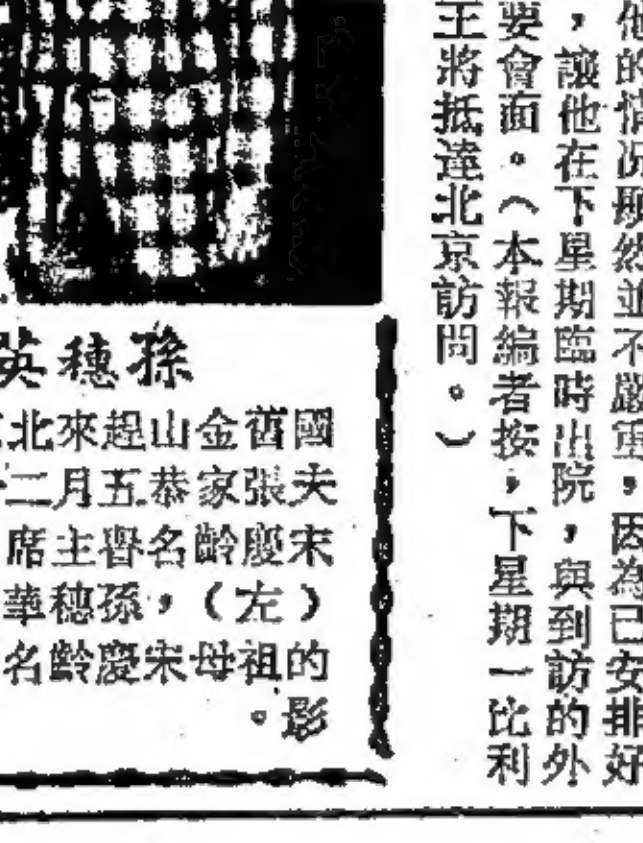 他的情況顯然並不嚴重，因為已安排好
，讓他在下星期臨時出院，與到訪的外
要會面。（本報編者按，下星期一比利
王將抵達北京訪問。）
孫穗英
國舊金山趕來北
夫張家恭五月二十
宋慶齡名譽主席
（左），孫穗華
的祖母宋慶齡名
影。